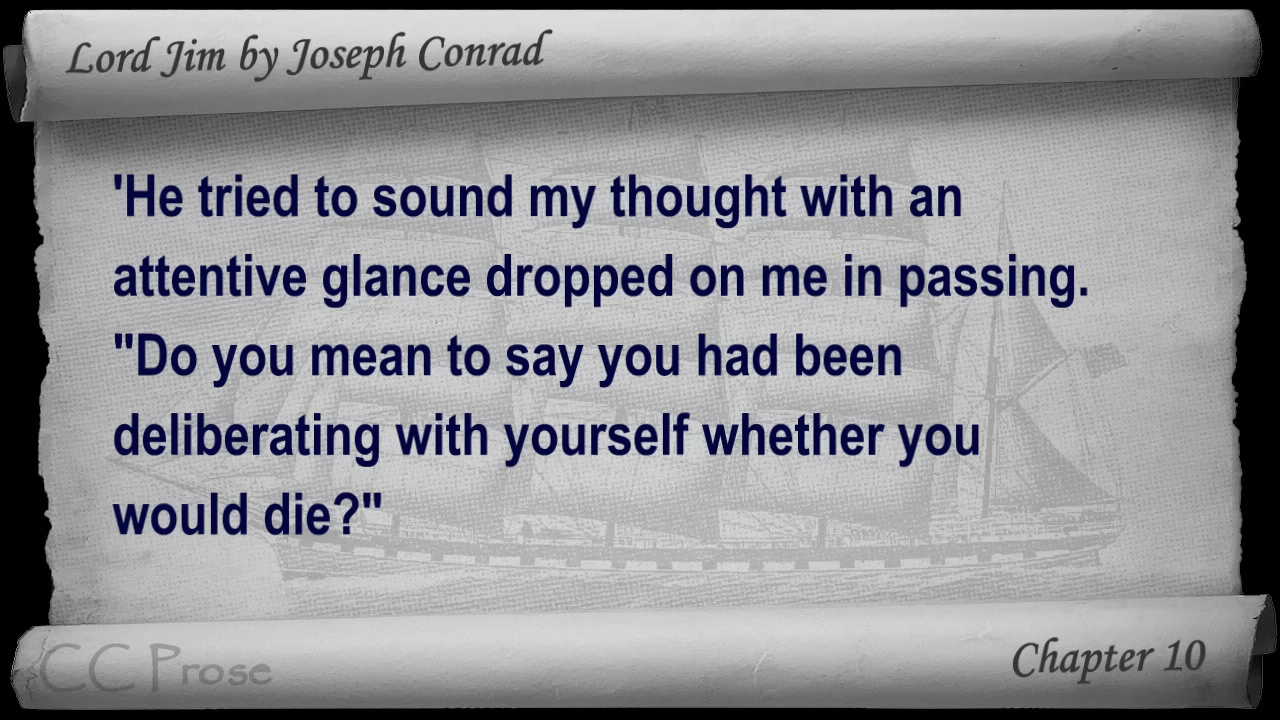 Lord Jim by Joseph Conrad
'He tried to sound my thought with an
attentive glance dropped on me in passing.
"Do you mean to say you had been
deliberating with yourself whether you
would die?"
CC Prose
Chapter 10